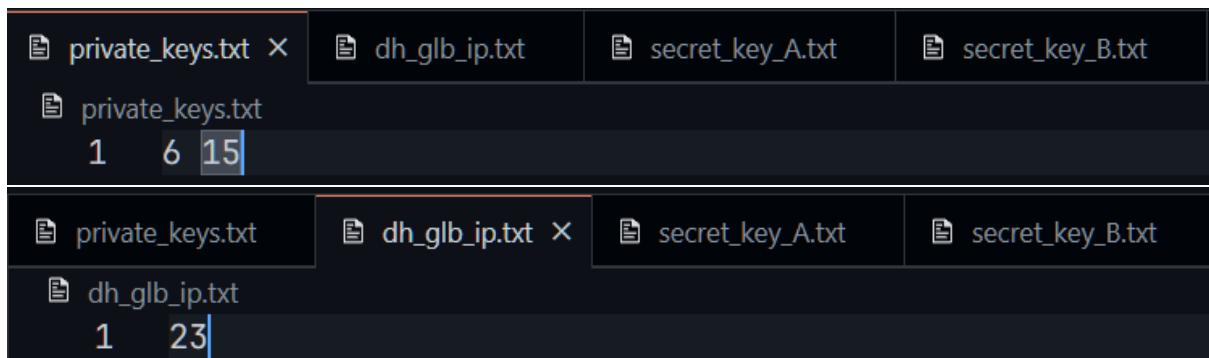 private_keys.txt × dh_glb_ip.txt secret_key_A.txt secret_key_B.txt
private_keys.txt
1 6 15
private_keys.txt dh_glb_ip.txt × secret_key_A.txt secret_key_B.txt
dh_glb_ip.txt
1 23